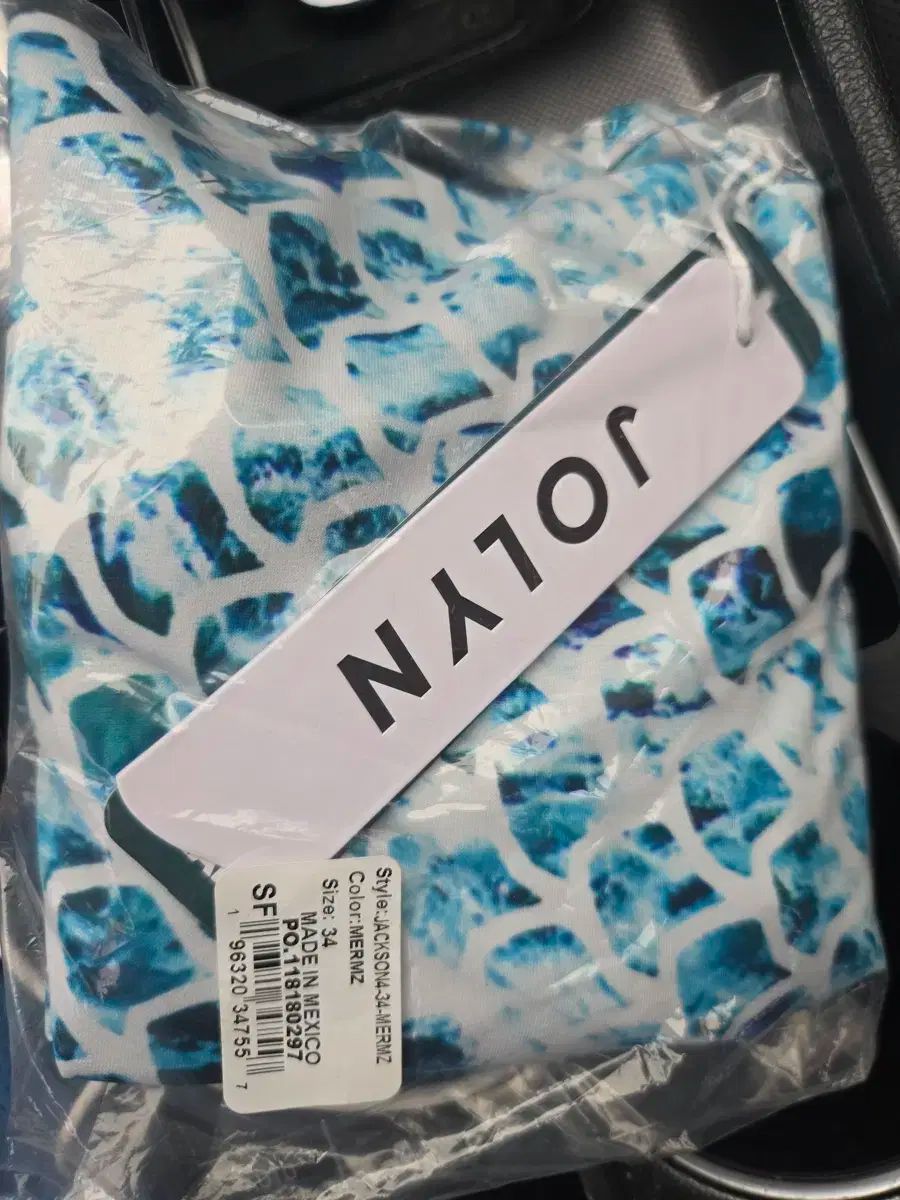 JOLYN
Style:JACKSON4-34-MERMZ
Color:MERMZ
Size: 34
MADE IN MEXICO
PO.118180297
SF
1 96320 34755 7